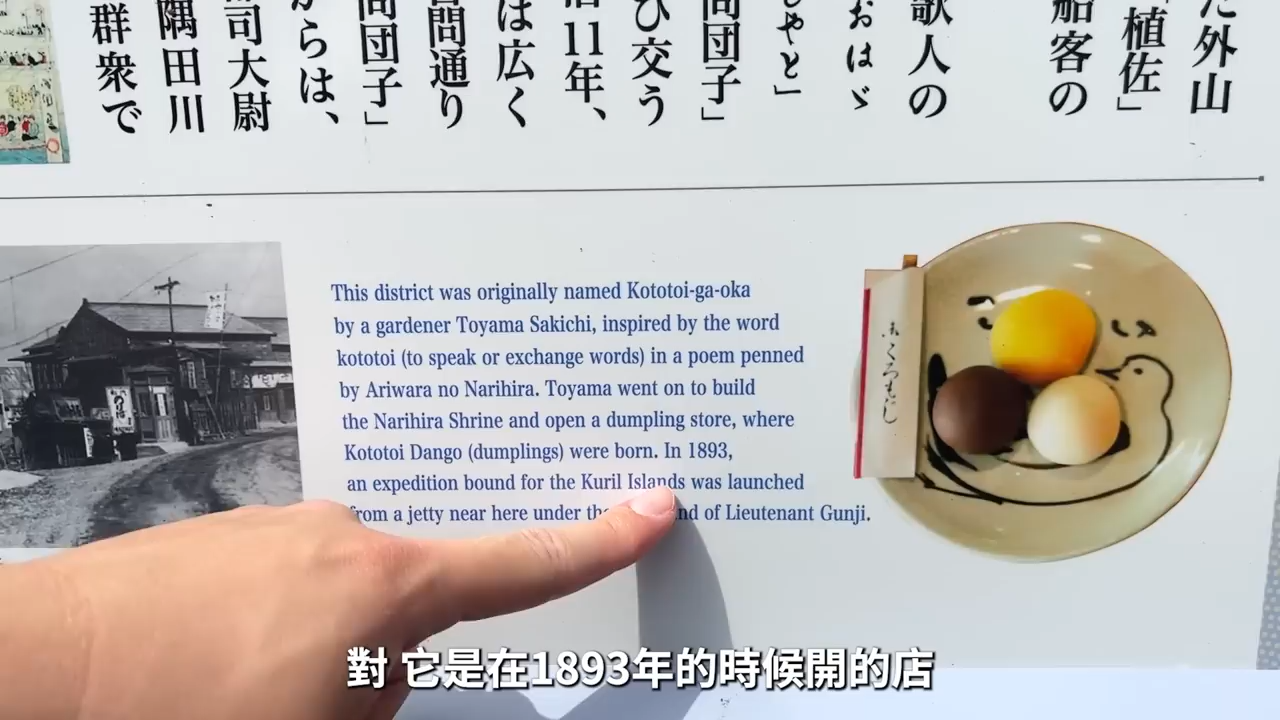 た外山
「植佐」
船客の
歌人の
おはゞ
しやと」
問団子」
ひ交う
治11年、
は広く
言問通り
問団子」
からは、
郡司大尉
隅田川
群衆で
This district was originally named Kototoi-ga-oka
by a gardener Toyama Sakichi, inspired by the word
kototoi (to speak or exchange words) in a poem penned
by Ariwara no Narihira. Toyama went on to build
the Narihira Shrine and open a dumpling store, where
Kototoi Dango (dumplings) were born. In 1893,
an expedition bound for the Kuril Islands was launched
from a jetty near here under the nd of Lieutenant Gunji.
對 它是在1893年的時候開的店